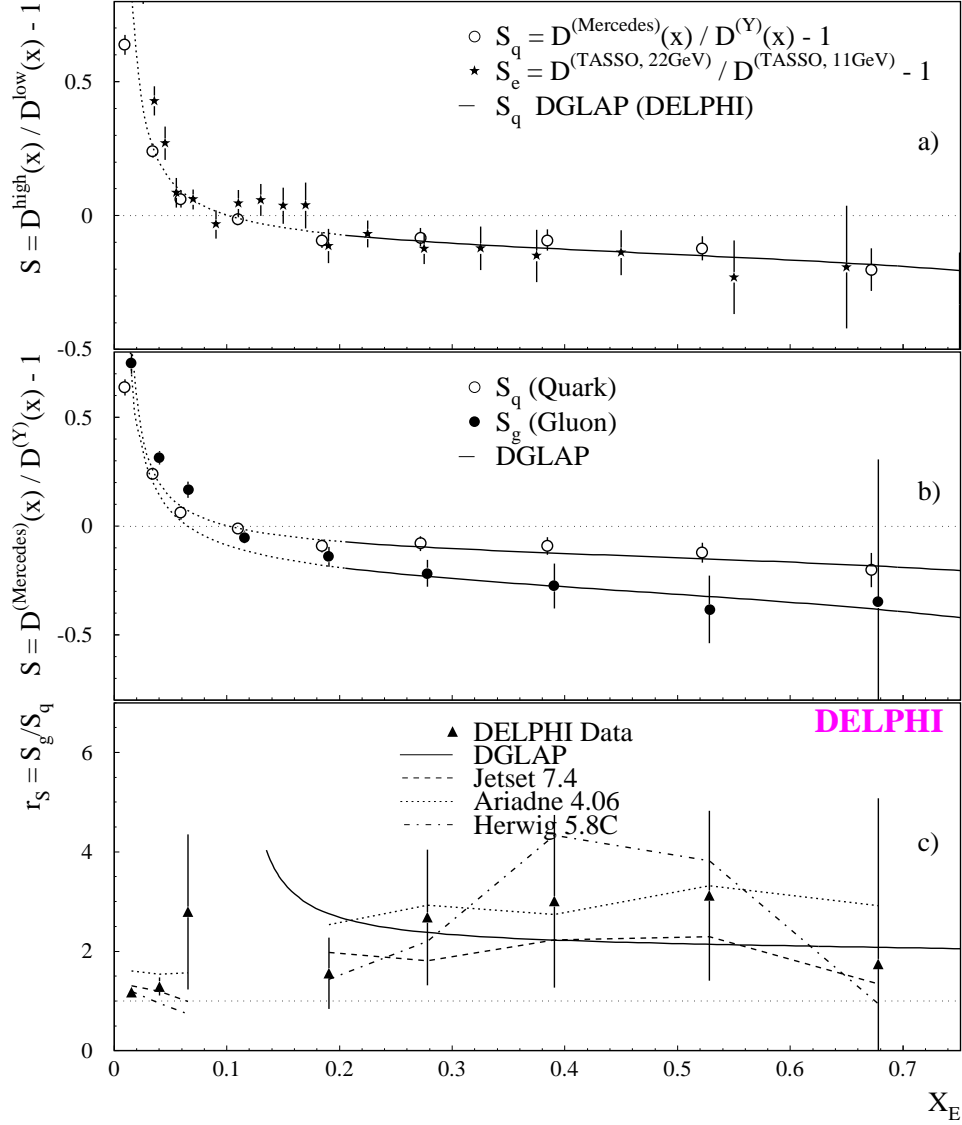 S = D^high(x) / D^low(x) - 1
0.5
0
-0.5
S_q = D^(Mercedes)(x) / D^(Y)(x) - 1
S_e = D^(TASSO, 22GeV) / D^(TASSO, 11GeV) - 1
S_q DGLAP (DELPHI)
a)
S = D^(Mercedes)(x) / D^(Y)(x) - 1
0.5
0
-0.5
S_q (Quark)
S_g (Gluon)
DGLAP
b)
r_S = S_g/S_q
6
4
2
0
DELPHI
DELPHI Data
DGLAP
Jetset 7.4
Ariadne 4.06
Herwig 5.8C
c)
0 0.1 0.2 0.3 0.4 0.5 0.6 0.7
X_E